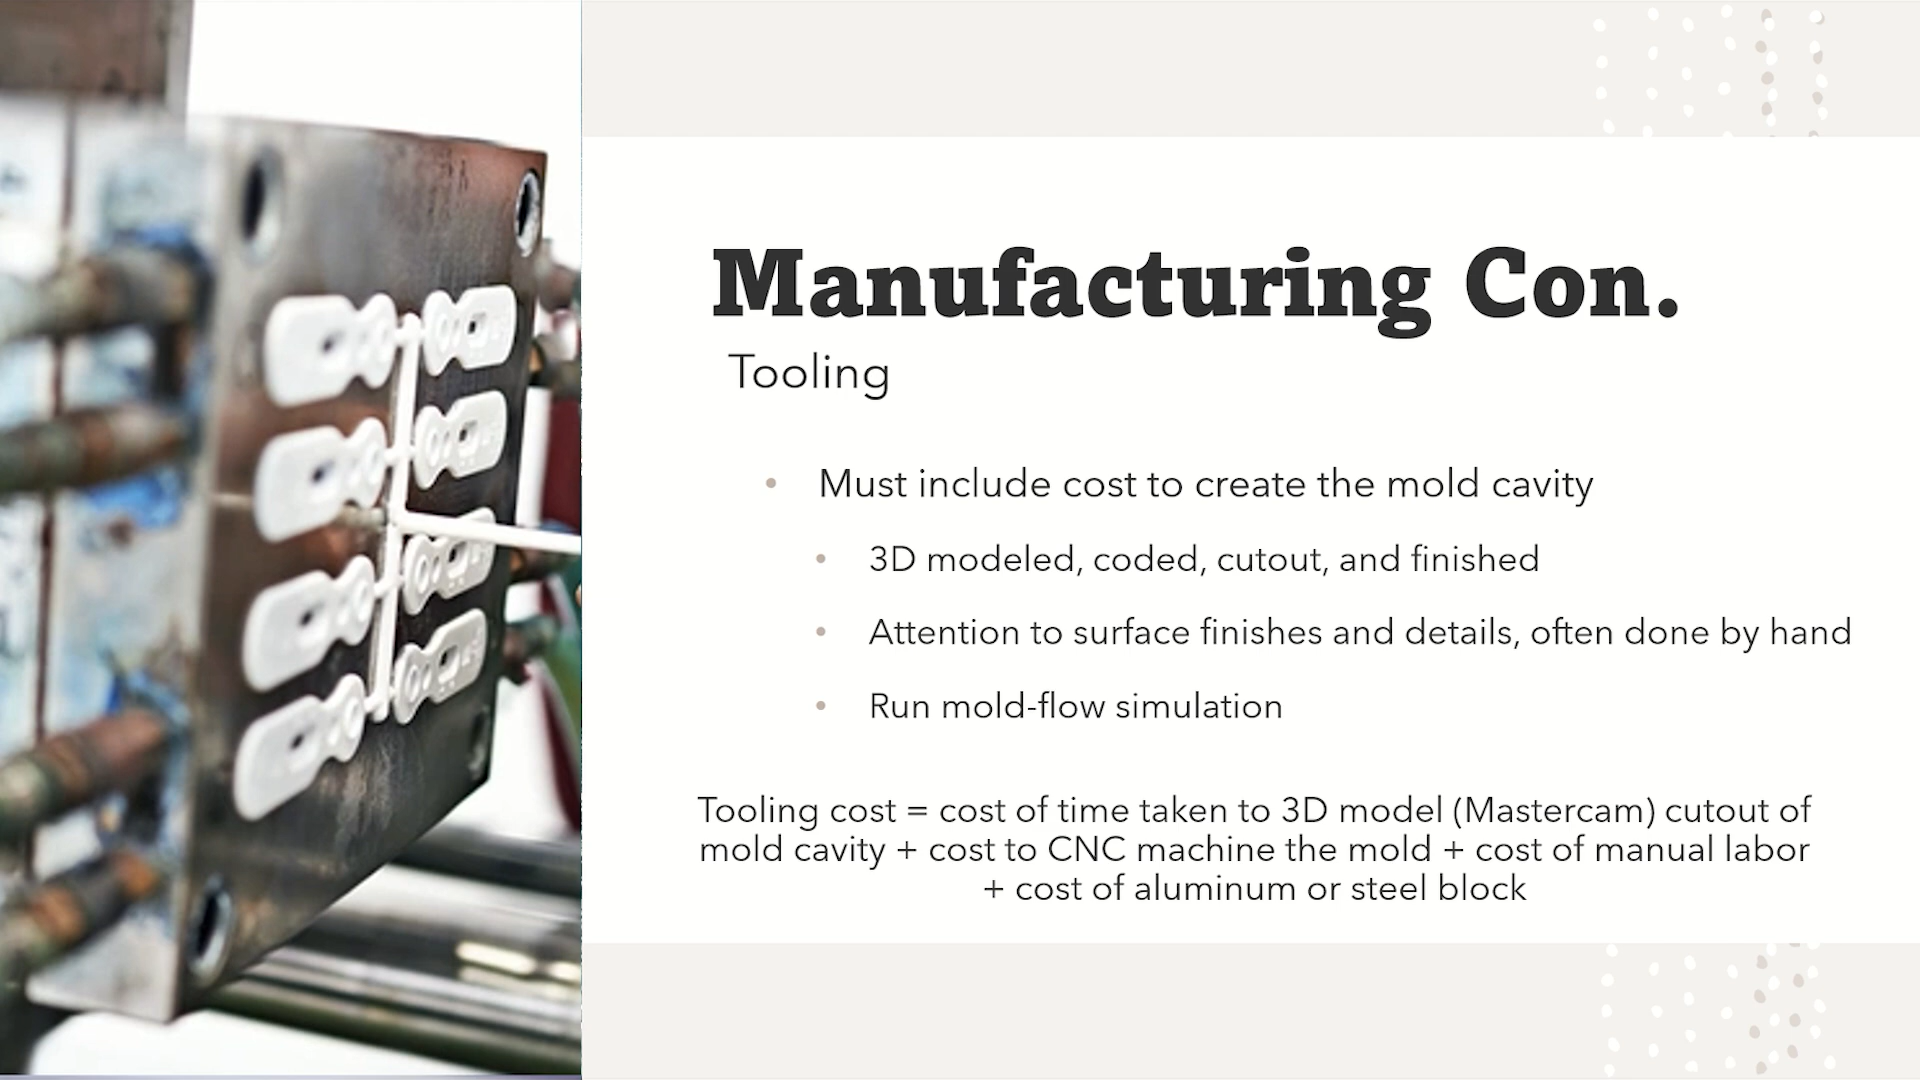 Manufacturing Con.
Tooling
• Must include cost to create the mold cavity
• 3D modeled, coded, cutout, and finished
• Attention to surface finishes and details, often done by hand
• Run mold-flow simulation
Tooling cost = cost of time taken to 3D model (Mastercam) cutout of
mold cavity + cost to CNC machine the mold + cost of manual labor
+ cost of aluminum or steel block